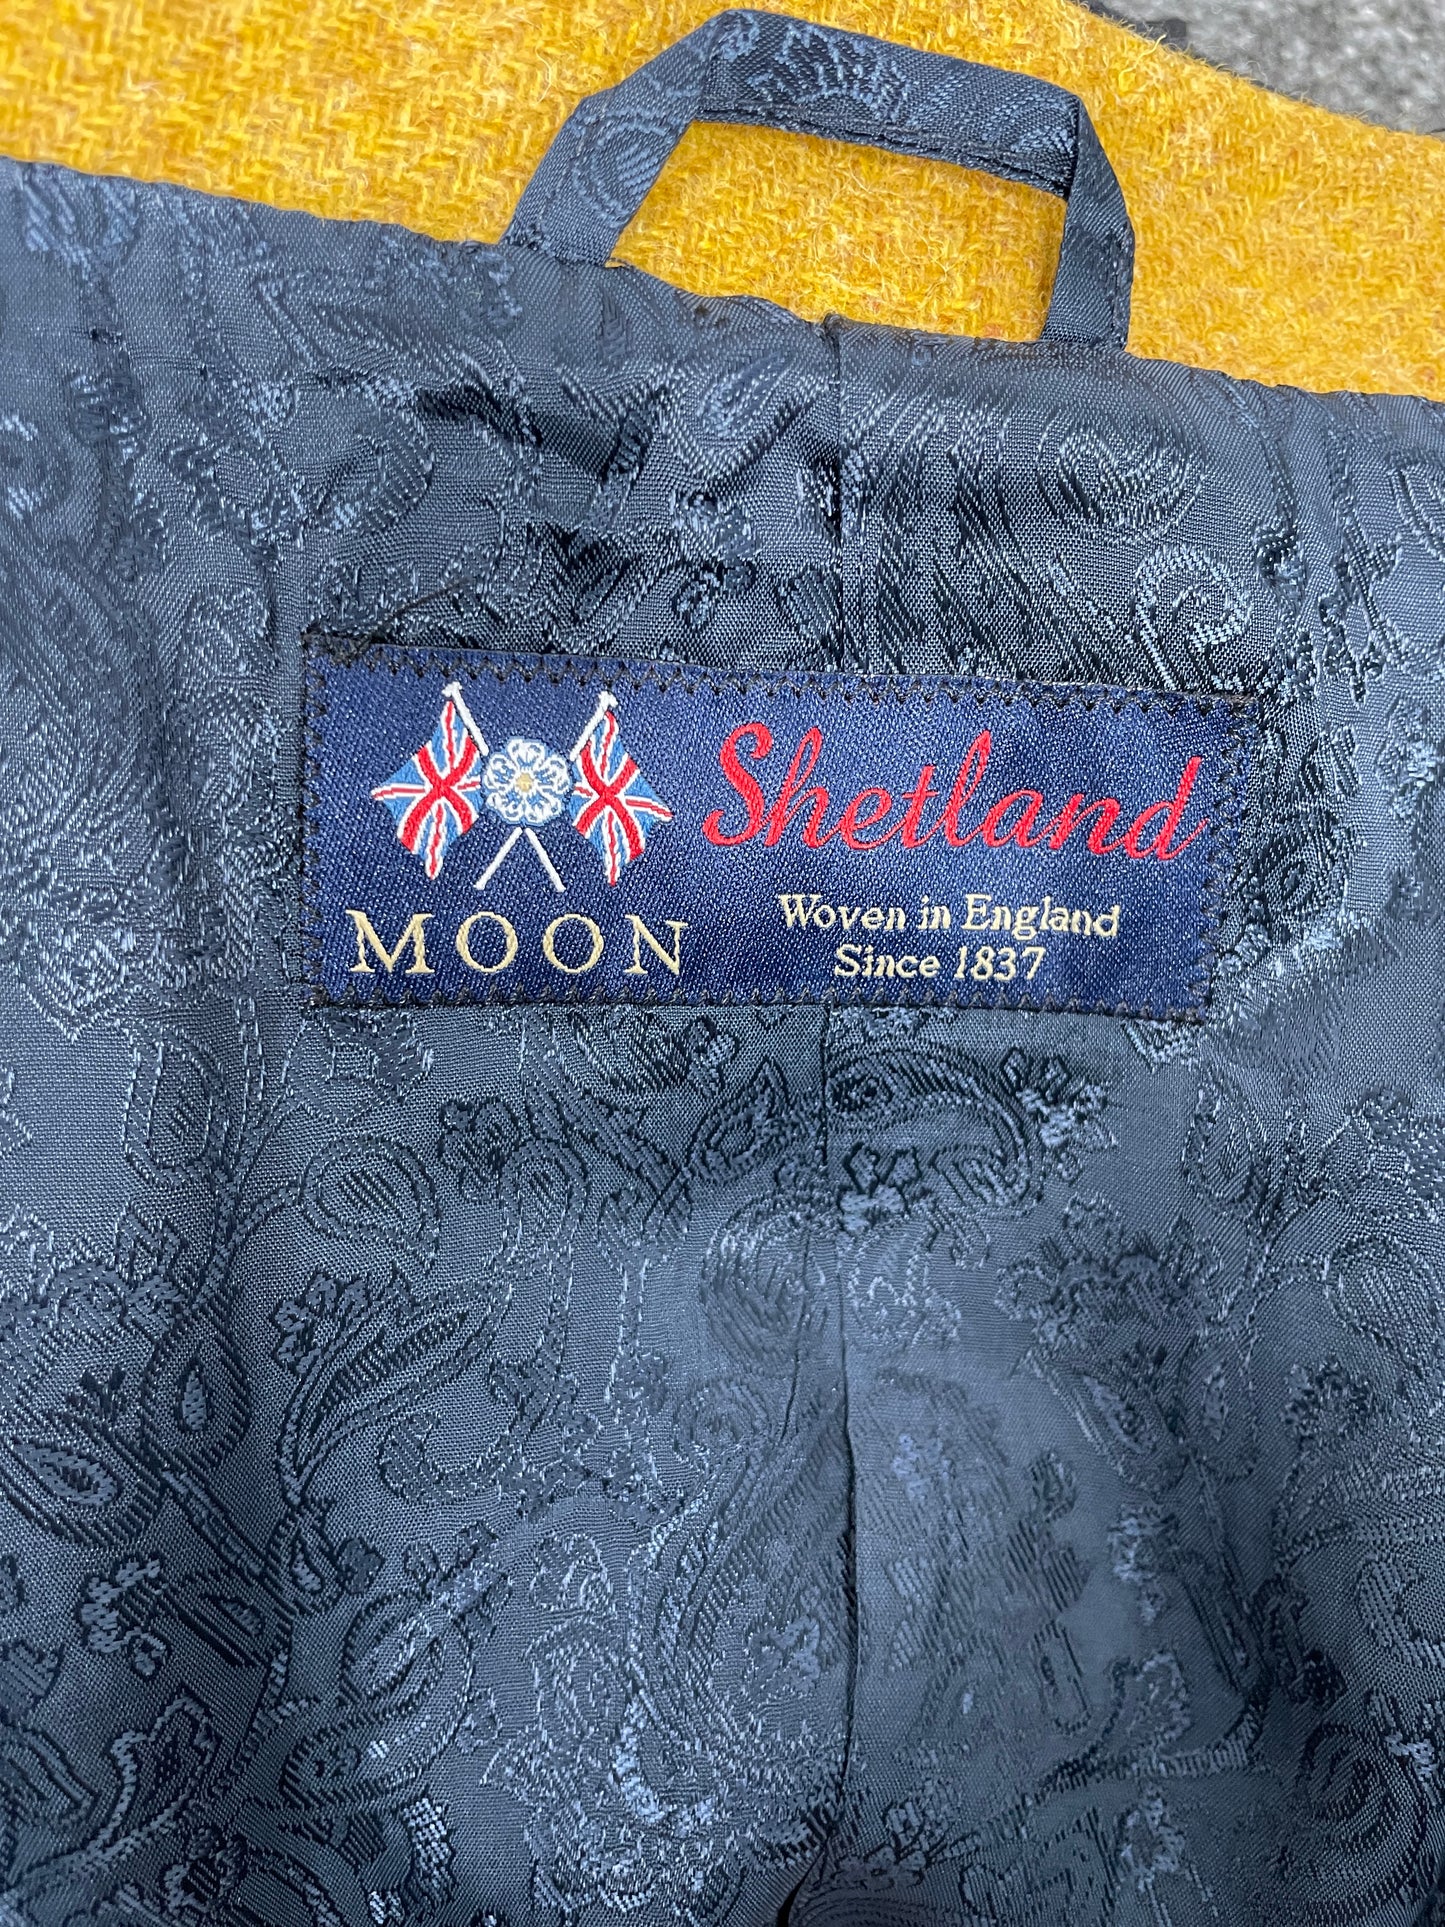 Shetland
MOON
Woven in England
Since 1837